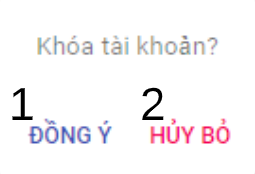 Khóa tài khoản?
1 2
ĐỒNG Ý HỦY BỎ